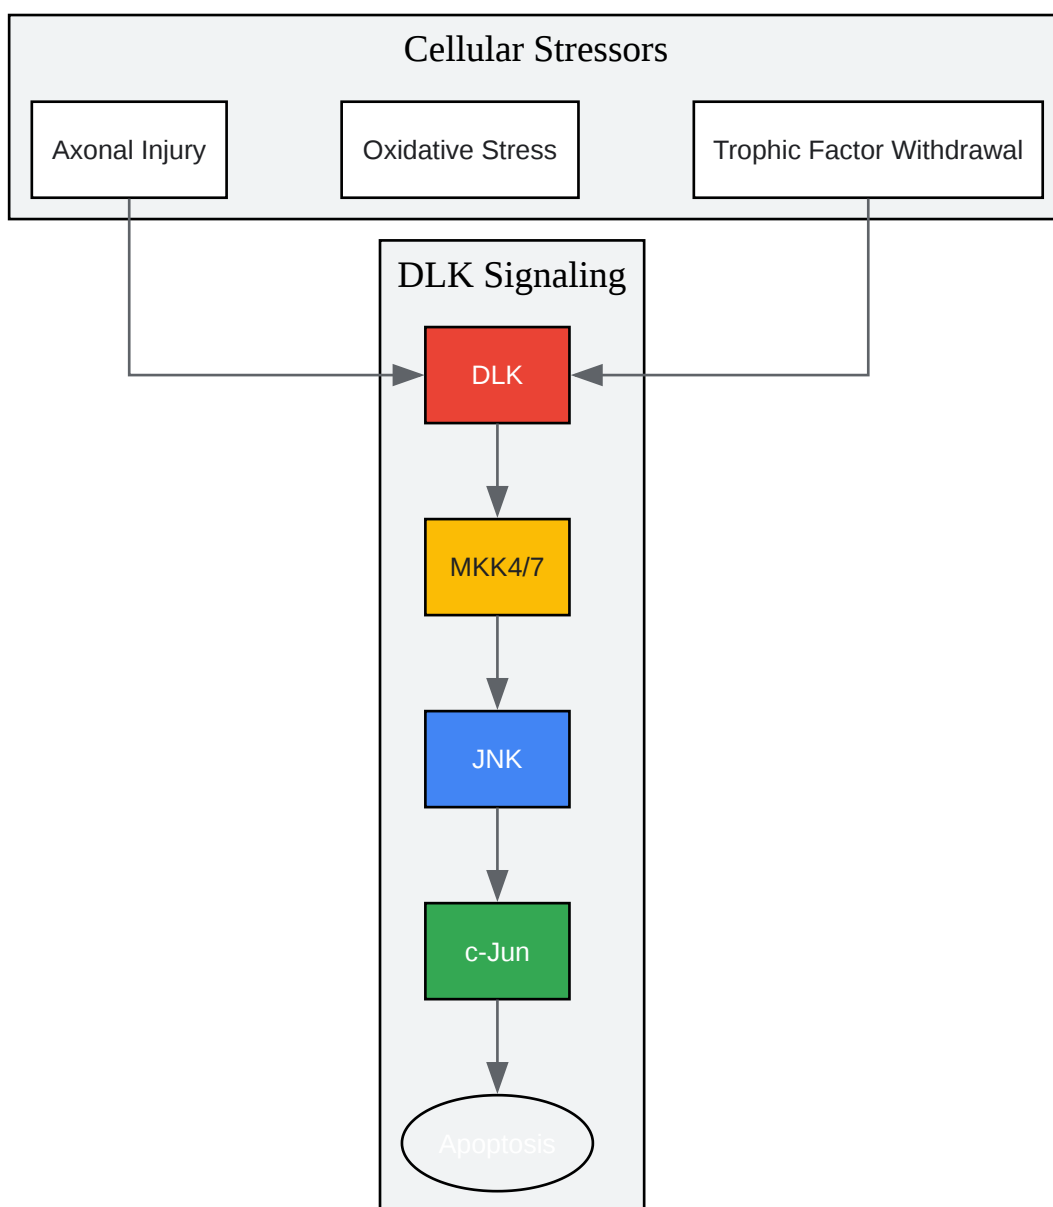 Cellular Stressors
Axonal Injury
Oxidative Stress
Trophic Factor Withdrawal
DLK Signaling
DLK
MKK4/7
JNK
c-Jun
Apoptosis